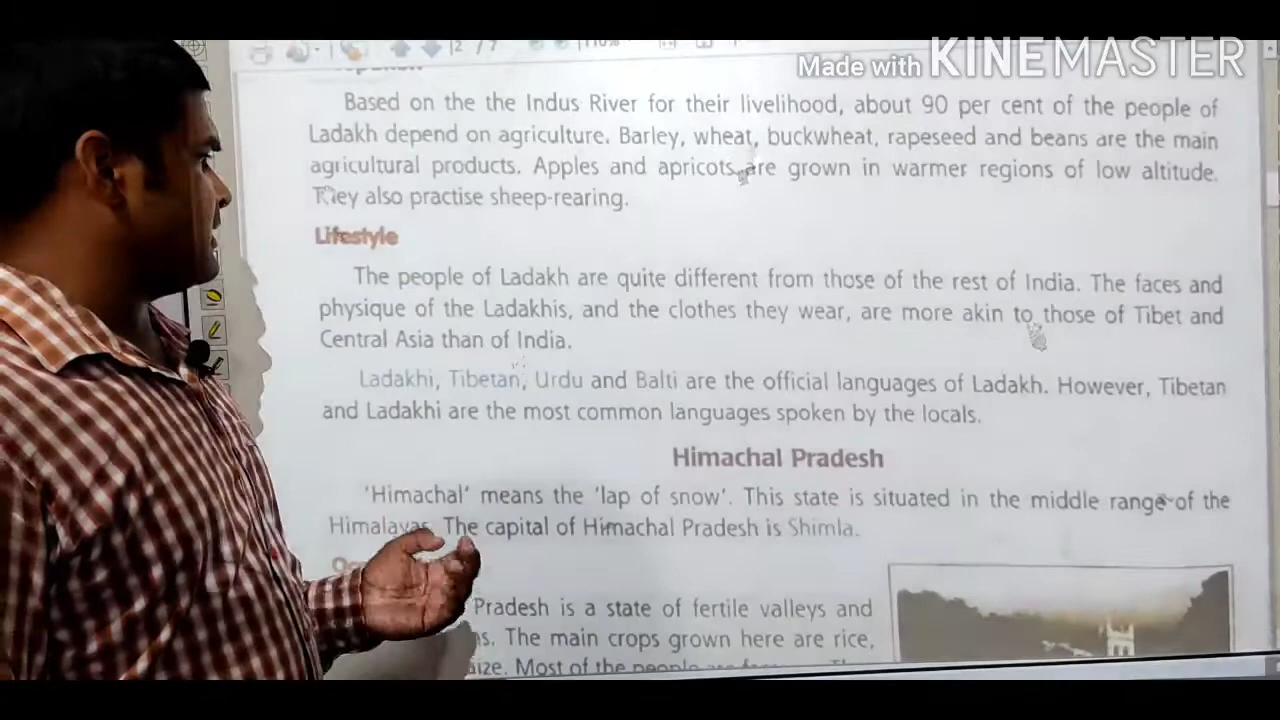 Made with KINEMASTER
2 / 7
Based on the the Indus River for their livelihood, about 90 per cent of the people of
Ladakh depend on agriculture. Barley, wheat, buckwheat, rapeseed and beans are the main
agricultural products. Apples and apricots are grown in warmer regions of low altitude.
They also practise sheep-rearing.
Lifestyle
The people of Ladakh are quite different from those of the rest of India. The faces and
physique of the Ladakhis, and the clothes they wear, are more akin to those of Tibet and
Central Asia than of India.
Ladakhi, Tibetan, Urdu and Balti are the official languages of Ladakh. However, Tibetan
and Ladakhi are the most common languages spoken by the locals.
Himachal Pradesh
'Himachal' means the 'lap of snow'. This state is situated in the middle range of the
Himalayas. The capital of Himachal Pradesh is Shimla.
Pradesh is a state of fertile valleys and
The main crops grown here are rice,
Most of the people are